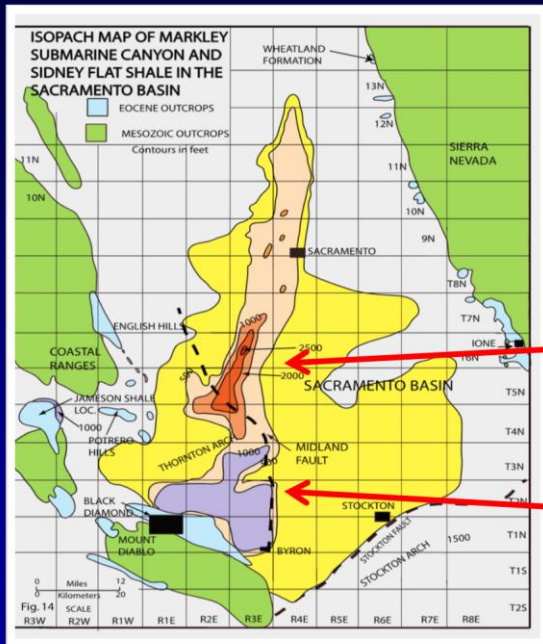 ISOPACH MAP OF MARKLEY
SUBMARINE CANYON AND
SIDNEY FLAT SHALE IN THE
SACRAMENTO BASIN
EOCENE OUTCROPS
MESOZOIC OUTCROPS
Contours in feet
WHEATLAND
FORMATION
13N
12N
SIERRA
NEVADA
11N
11N
10N
10N
9N
SACRAMENTO
T8N
T7N
1000
ENGLISH HILLS
2500
IONE
16N
COASTAL
RANGES
2000
SACRAMENTO BASIN
T5N
JAMESON SHALE
LOC.
1000
POTRERO
HILLS
T4N
MIDLAND
FAULT
THORNTON ARCH
1000
T3N
BLACK
DIAMOND
STOCKTON
T2N
MOUNT
DIABLO
STOCKTON FAULT
T1N
BYRON
STOCKTON ARCH
1500
T1S
0 Miles 12
0 Kilometers 20
Fig. 14
SCALE
T2S
R3W R2W R1W R1E R2E R3E R4E R5E R6E R7E R8E